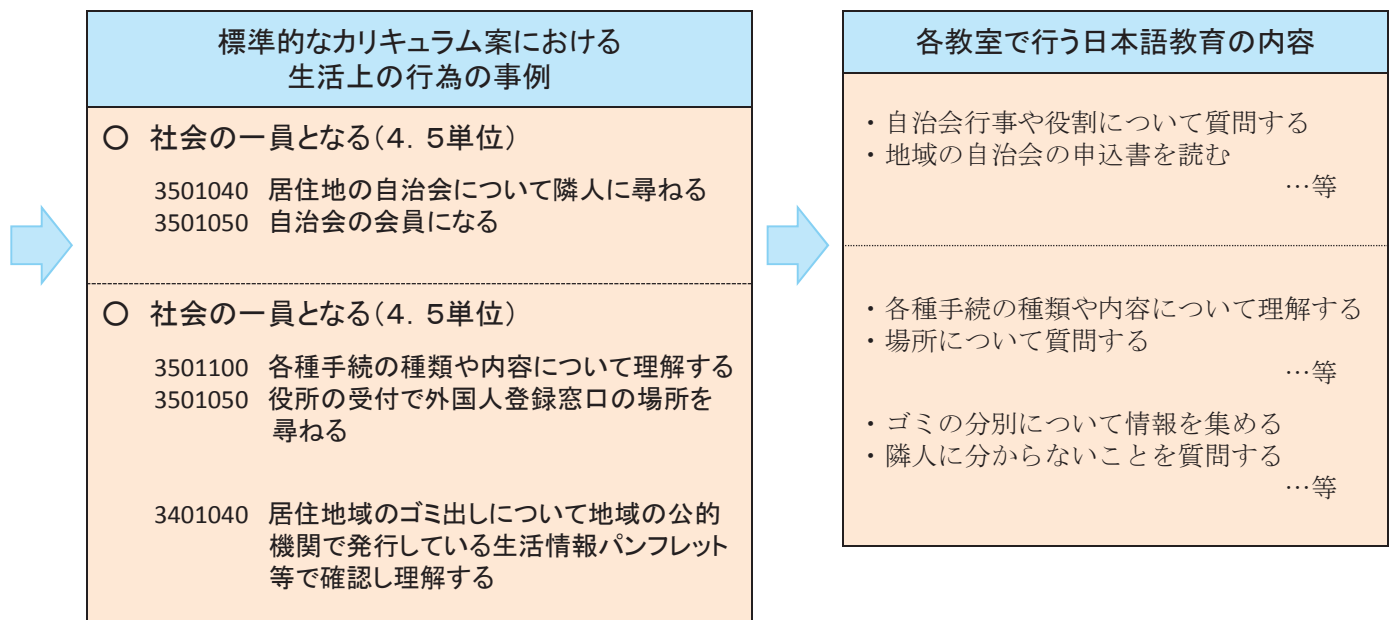 標準的なカリキュラム案における
生活上の行為の事例
○ 社会の一員となる(4.5単位)
3501040 居住地の自治会について隣人に尋ねる
3501050 自治会の会員になる
○ 社会の一員となる(4.5単位)
3501100 各種手続の種類や内容について理解する
3501050 役所の受付で外国人登録窓口の場所を
尋ねる
3401040 居住地域のゴミ出しについて地域の公的
機関で発行している生活情報パンフレット
等で確認し理解する
各教室で行う日本語教育の内容
・自治会行事や役割について質問する
・地域の自治会の申込書を読む
…等
・各種手続の種類や内容について理解する
・場所について質問する
…等
・ゴミの分別について情報を集める
・隣人に分からないことを質問する
…等